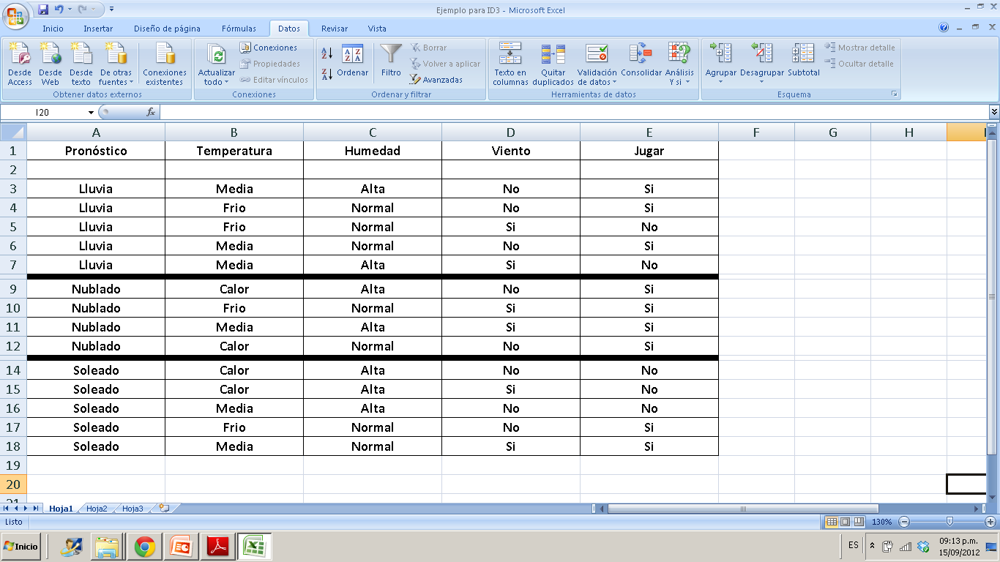 Ejemplo para ID3 - Microsoft Excel
Inicio Insertar Diseño de página Fórmulas Datos Revisar Vista
Desde Access
Desde Web
Desde texto
De otras fuentes
Conexiones existentes
Obtener datos externos
Actualizar todo
Conexiones
Propiedades
Editar vínculos
Conexiones
Ordenar
Filtro
Borrar
Volver a aplicar
Avanzadas
Ordenar y filtrar
Texto en columnas
Quitar duplicados
Validación de datos
Consolidar
Análisis Y si
Herramientas de datos
Agrupar
Desagrupar
Subtotal
Mostrar detalle
Ocultar detalle
Esquema
I20 fx
A B C D E F G H I
1 Pronóstico Temperatura Humedad Viento Jugar
2
3 Lluvia Media Alta No Si
4 Lluvia Frio Normal No Si
5 Lluvia Frio Normal Si No
6 Lluvia Media Normal No Si
7 Lluvia Media Alta Si No
9 Nublado Calor Alta No Si
10 Nublado Frio Normal Si Si
11 Nublado Media Alta Si Si
12 Nublado Calor Normal No Si
14 Soleado Calor Alta No No
15 Soleado Calor Alta Si No
16 Soleado Media Alta No No
17 Soleado Frio Normal No Si
18 Soleado Media Normal Si Si
19
20
21
Hoja1 Hoja2 Hoja3
Listo 130%
Inicio ES 09:13 p.m.
15/09/2012